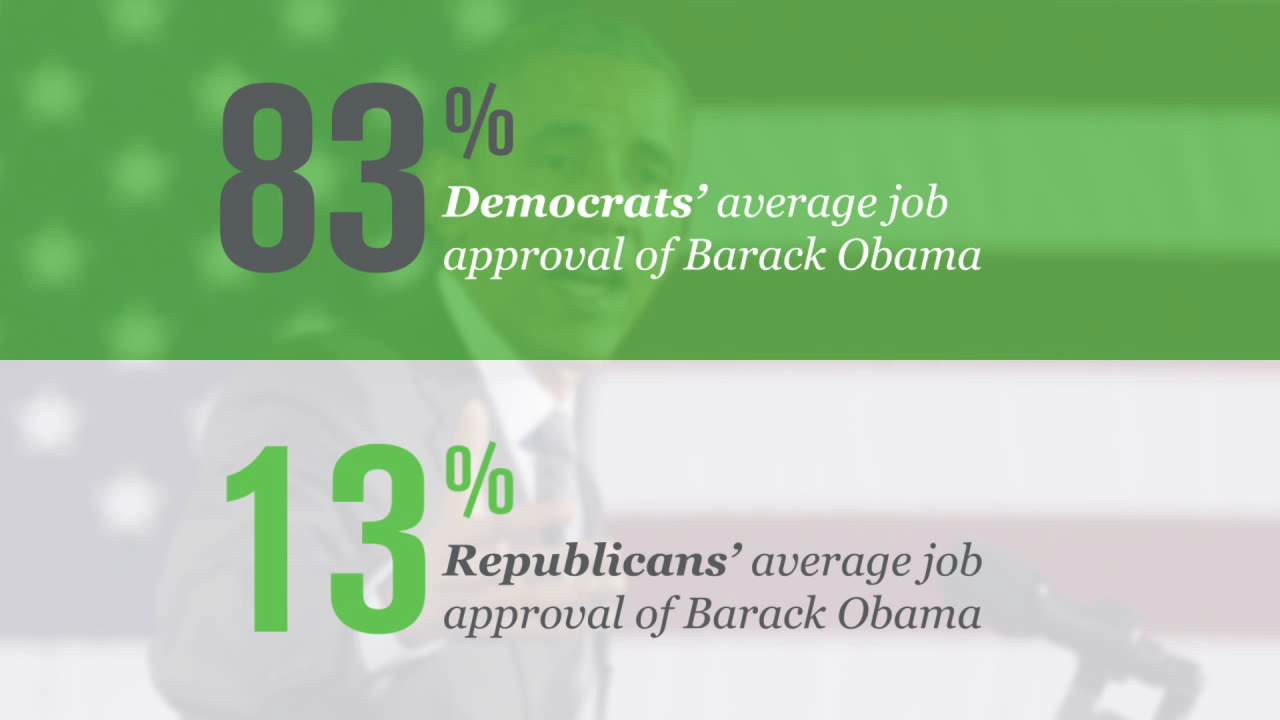 83%
Democrats’ average job
approval of Barack Obama
13%
Republicans’ average job
approval of Barack Obama